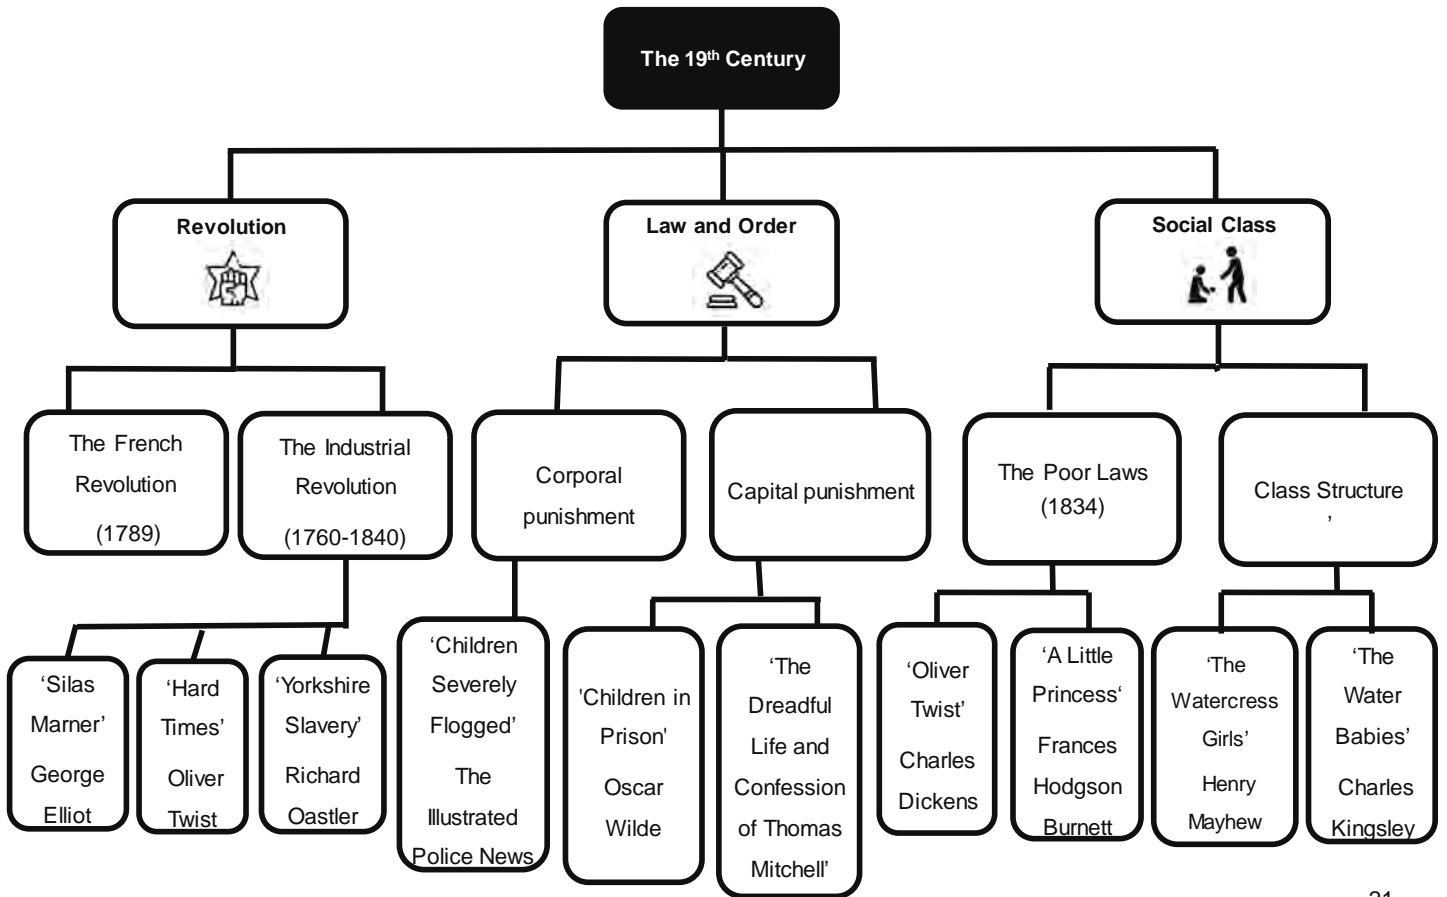 The 19th Century
Revolution
Law and Order
Social Class
The French
Revolution
(1789)
The Industrial
Revolution
(1760-1840)
Corporal
punishment
Capital punishment
The Poor Laws
(1834)
Class Structure
’
‘Silas
Marner’
George
Elliot
‘Hard
Times’
Oliver
Twist
‘Yorkshire
Slavery’
Richard
Oastler
‘Children
Severely
Flogged’
The
Illustrated
Police News
'Children in
Prison'
Oscar
Wilde
‘The
Dreadful
Life and
Confession
of Thomas
Mitchell’
‘Oliver
Twist’
Charles
Dickens
‘A Little
Princess‘
Frances
Hodgson
Burnett
‘The
Watercress
Girls’
Henry
Mayhew
‘The
Water
Babies’
Charles
Kingsley